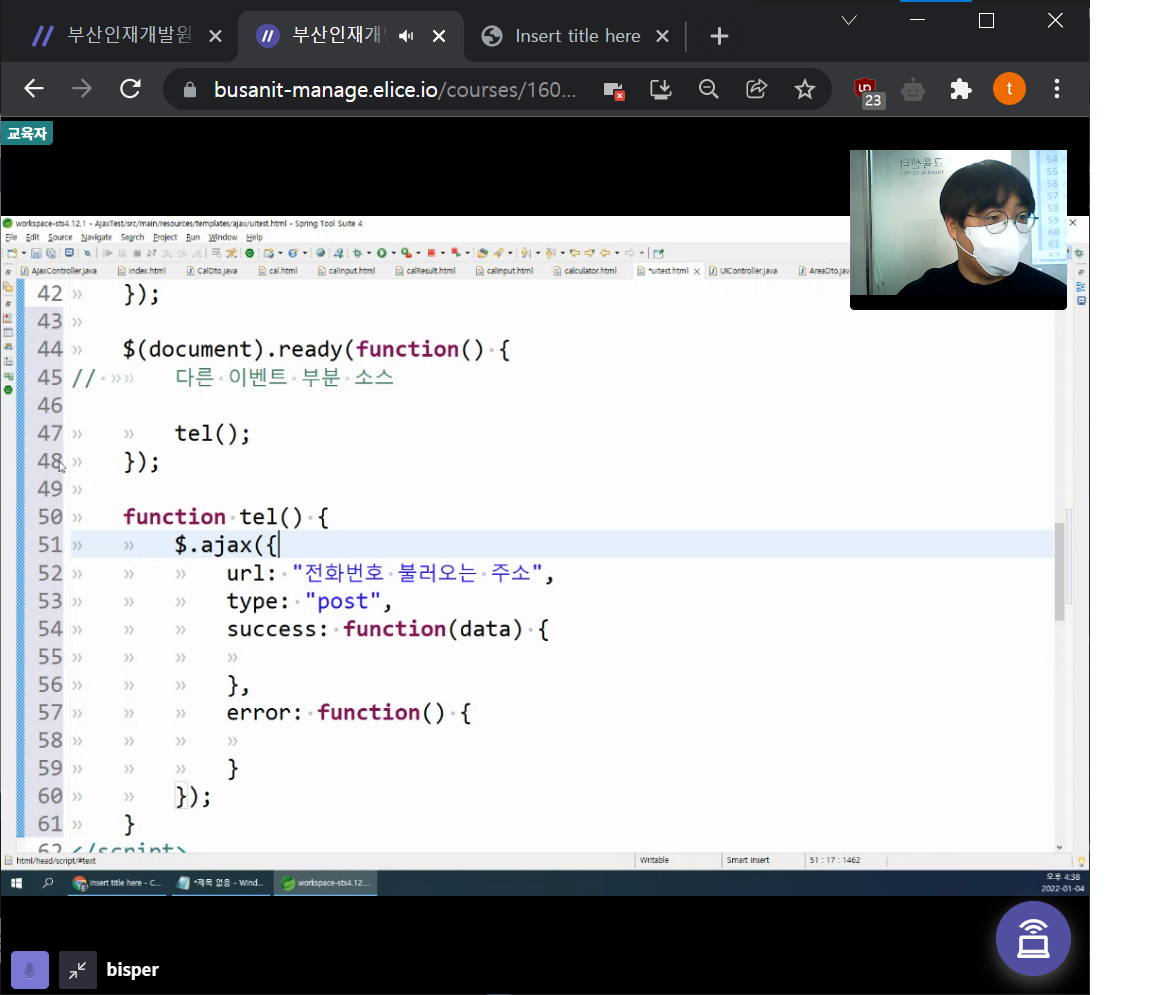 부산인재개발원
부산인재개
Insert title here
busanit-manage.elice.io/courses/160...
23
t
교육자
workspace-sts4.12.1 - AjaxTest/src/main/resources/templates/ajax/uitest.html - Spring Tool Suite 4
File Edit Source Navigate Search Project Run Window Help
AjaxController.java index.html CalDto.java cal.html calInput.html calResult.html calInput.html calculator.html *uitest.html UIController.java AreaDto.jav
42 });
43
44 $(document).ready(function() {
45 // 다른 이벤트 부분 소스
46
47 tel();
48 });
49
50 function tel() {
51 $.ajax({
52 url: "전화번호 불러오는 주소",
53 type: "post",
54 success: function(data) {
55
56 },
57 error: function() {
58
59 }
60 });
61 }
62 </script>
html/head/script/#text Writable Smart Insert 51 : 17 : 1462
Insert title here - C... *제목 없음 - Wind... workspace-sts4.12...
오후 4:38
2022-01-04
bisper